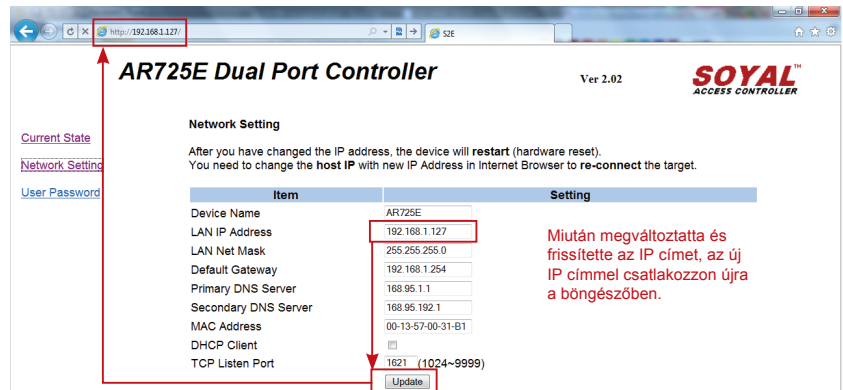 http://192.168.1.127/
S2E
AR725E Dual Port Controller
Ver 2.02
SOYAL™
ACCESS CONTROLLER
Current State
Network Setting
User Password
Network Setting
After you have changed the IP address, the device will restart (hardware reset).
You need to change the host IP with new IP Address in Internet Browser to re-connect the target.
Item Setting
Device Name AR725E
LAN IP Address 192.168.1.127
LAN Net Mask 255.255.255.0
Default Gateway 192.168.1.254
Primary DNS Server 168.95.1.1
Secondary DNS Server 168.95.192.1
MAC Address 00-13-57-00-31-B1
DHCP Client
TCP Listen Port 1621 (1024~9999)
Update
Miután megváltoztatta és
frissítette az IP címet, az új
IP címmel csatlakozzon újra
a böngészőben.